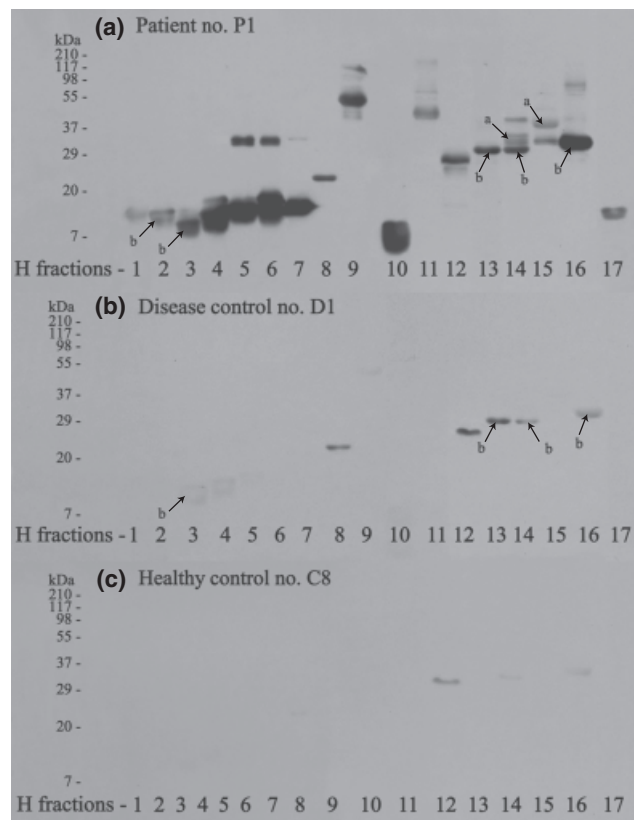 (a) Patient no. P1
kDa
210 -
117 -
98 -
55 -
37 -
29 -
20 -
7 -
a
a
b
b
b
b
b
H fractions - 1 2 3 4 5 6 7 8 9 10 11 12 13 14 15 16 17
(b) Disease control no. D1
kDa
210 -
117 -
98 -
55 -
37 -
29 -
20 -
7 -
b
b
b
b
H fractions - 1 2 3 4 5 6 7 8 9 10 11 12 13 14 15 16 17
(c) Healthy control no. C8
kDa
210 -
117 -
98 -
55 -
37 -
29 -
20 -
7 -
H fractions - 1 2 3 4 5 6 7 8 9 10 11 12 13 14 15 16 17